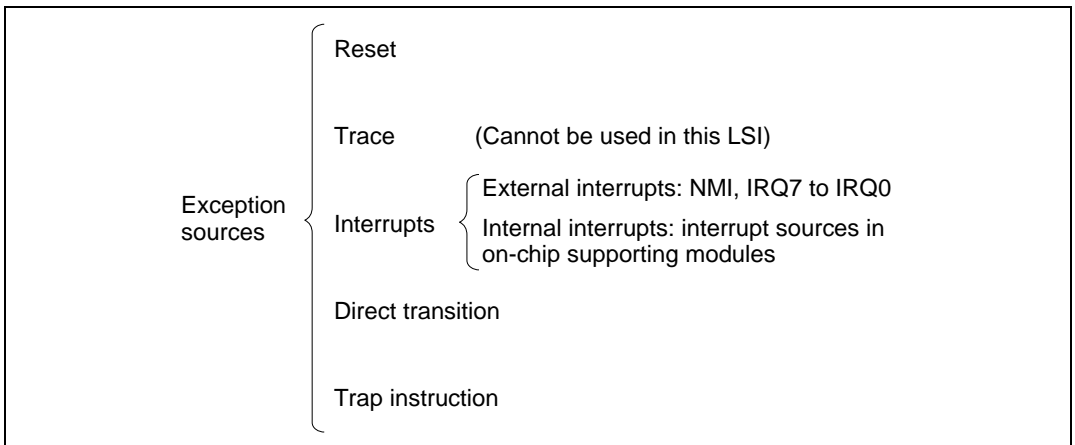 Reset
Trace (Cannot be used in this LSI)
Exception
sources
Interrupts
External interrupts: NMI, IRQ7 to IRQ0
Internal interrupts: interrupt sources in
on-chip supporting modules
Direct transition
Trap instruction